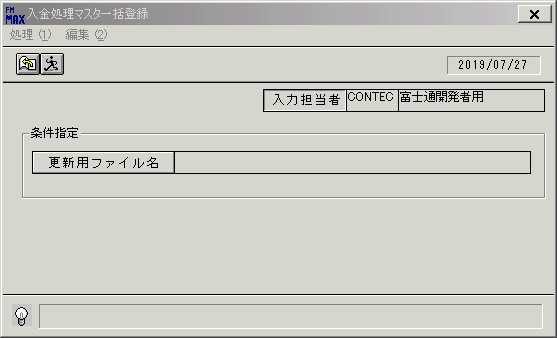 FM MAX 入金処理マスター括登録
処理 (1) 編集 (2)
2019/07/27
入力担当者 CONTEC 富士通開発者用
条件指定
更新用ファイル名